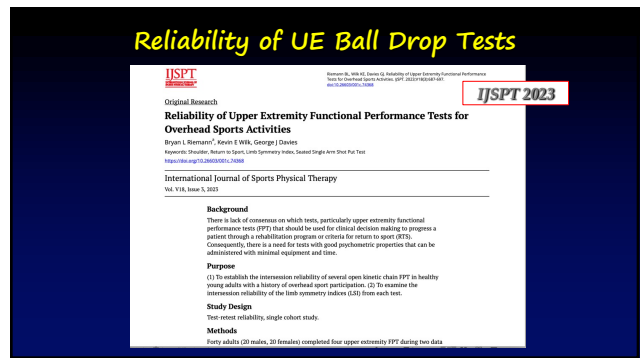 Reliability of UE Ball Drop Tests
IJSPT
Riemann BL, Wilk KE, Davies GJ. Reliability of Upper Extremity Functional Performance
Tests for Overhead Sports Activities. IJSPT. 2023;V18(3):687-697.
doi:10.26603/001c.74368
IJSPT 2023
Original Research
Reliability of Upper Extremity Functional Performance Tests for
Overhead Sports Activities
Bryan L Riemann, Kevin E Wilk, George J Davies
Keywords: Shoulder, Return to Sport, Limb Symmetry Index, Seated Single Arm Shot Put Test
https://doi.org/10.26603/001c.74368
International Journal of Sports Physical Therapy
Vol. V18, Issue 3, 2023
Background
There is lack of consensus on which tests, particularly upper extremity functional
performance tests (FPT) that should be used for clinical decision making to progress a
patient through a rehabilitation program or criteria for return to sport (RTS).
Consequently, there is a need for tests with good psychometric properties that can be
administered with minimal equipment and time.
Purpose
(1) To establish the intersession reliability of several open kinetic chain FPT in healthy
young adults with a history of overhead sport participation. (2) To examine the
intersession reliability of the limb symmetry indices (LSI) from each test.
Study Design
Test-retest reliability, single cohort study.
Methods
Forty adults (20 males, 20 females) completed four upper extremity FPT during two data